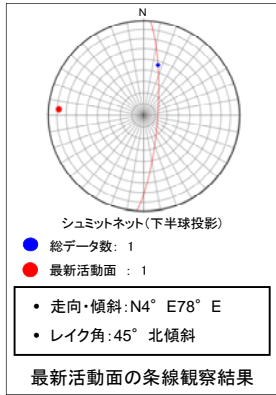 N
シュミットネット(下半球投影)
総データ数: 1
最新活動面 : 1
• 走向・傾斜:N4° E78° E
• レイク角:45° 北傾斜
最新活動面の条線観察結果